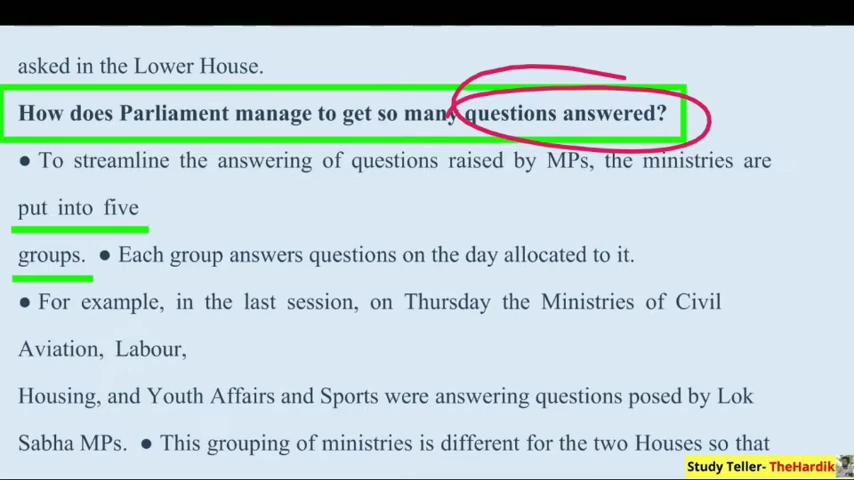 asked in the Lower House.
How does Parliament manage to get so many questions answered?
● To streamline the answering of questions raised by MPs, the ministries are
put into five
groups. ● Each group answers questions on the day allocated to it.
● For example, in the last session, on Thursday the Ministries of Civil
Aviation, Labour,
Housing, and Youth Affairs and Sports were answering questions posed by Lok
Sabha MPs. ● This grouping of ministries is different for the two Houses so that
Study Teller- TheHardik